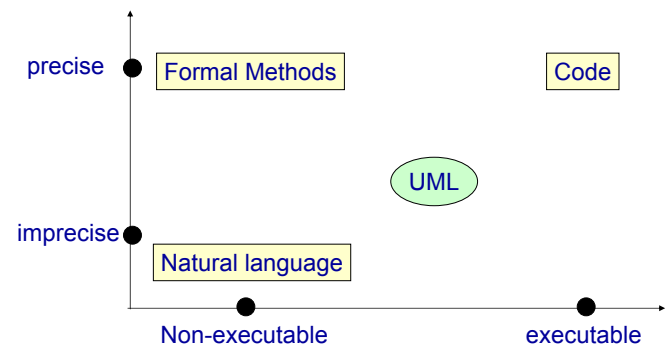 precise
Formal Methods
Code
UML
imprecise
Natural language
Non-executable
executable